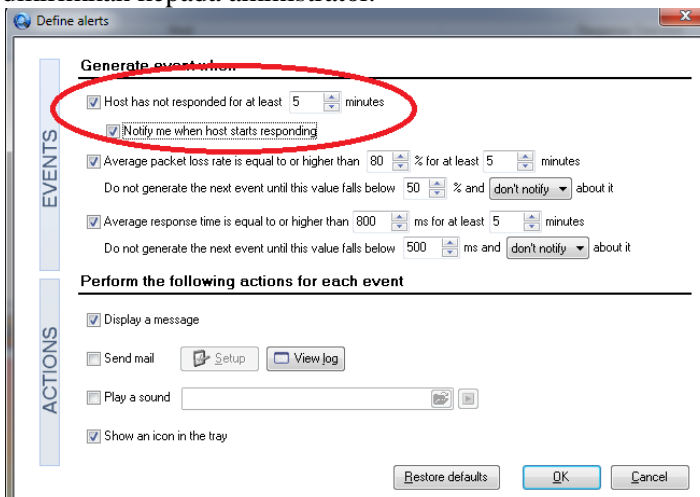 dikirimkan kepada administrator.
Define alerts
Generate event when
Host has not responded for at least 5 minutes
Notify me when host starts responding
Average packet loss rate is equal to or higher than 80 % for at least 5 minutes
Do not generate the next event until this value falls below 50 % and don't notify about it
Average response time is equal to or higher than 800 ms for at least 5 minutes
Do not generate the next event until this value falls below 500 ms and don't notify about it
EVENTS
Perform the following actions for each event
Display a message
Send mail Setup View log
Play a sound
Show an icon in the tray
ACTIONS
Restore defaults OK Cancel